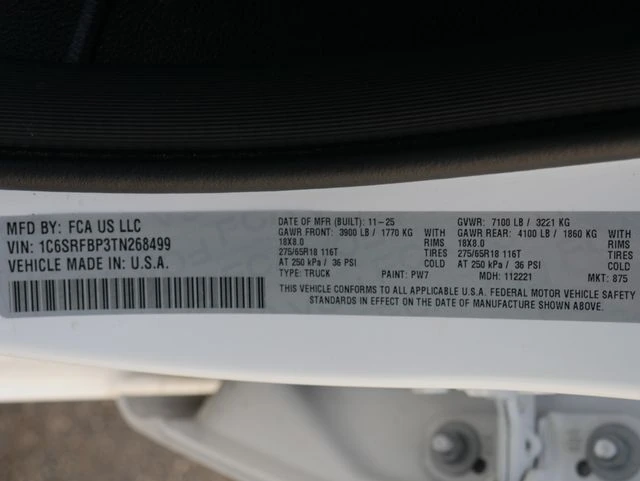 MFD BY: FCA US LLC
VIN: 1C6SRFBP3TN268499
VEHICLE MADE IN: U.S.A.
DATE OF MFR (BUILT): 11-25 GVWR: 7100 LB / 3221 KG
GAWR FRONT: 3900 LB / 1770 KG WITH GAWR REAR: 4100 LB / 1860 KG WITH
18X8.0 RIMS 18X8.0 RIMS
275/65R18 116T TIRES 275/65R18 116T TIRES
AT 250 kPa / 36 PSI COLD AT 250 kPa / 36 PSI COLD
TYPE: TRUCK PAINT: PW7 MDH: 112221 MKT: 875
THIS VEHICLE CONFORMS TO ALL APPLICABLE U.S.A. FEDERAL MOTOR VEHICLE SAFETY
STANDARDS IN EFFECT ON THE DATE OF MANUFACTURE SHOWN ABOVE.